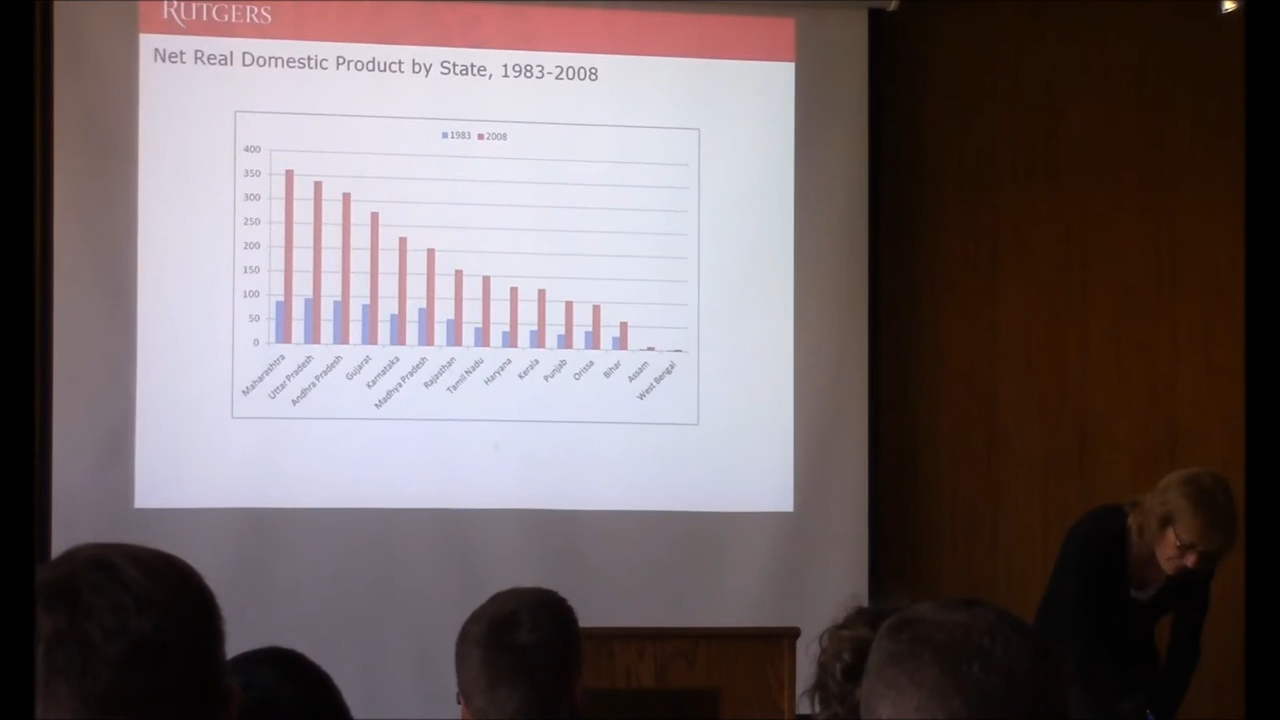 RUTGERS
Net Real Domestic Product by State, 1983-2008
1983 2008
400
350
300
250
200
150
100
50
0
Maharashtra
Uttar Pradesh
Andhra Pradesh
Gujarat
Karnataka
Madhya Pradesh
Rajasthan
Tamil Nadu
Haryana
Kerala
Punjab
Orissa
Bihar
Assam
West Bengal